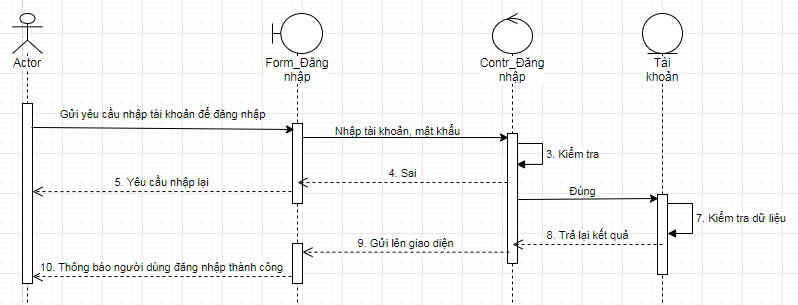 Actor
Form_Đăng
nhập
Contr_Đăng
nhập
Tài
khoản
Gửi yêu cầu nhập tài khoản để đăng nhập
Nhập tài khoản, mật khẩu
3. Kiểm tra
4. Sai
5. Yêu cầu nhập lại
Đúng
7. Kiểm tra dữ liệu
8. Trả lại kết quả
9. Gửi lên giao diện
10. Thông báo người dùng đăng nhập thành công